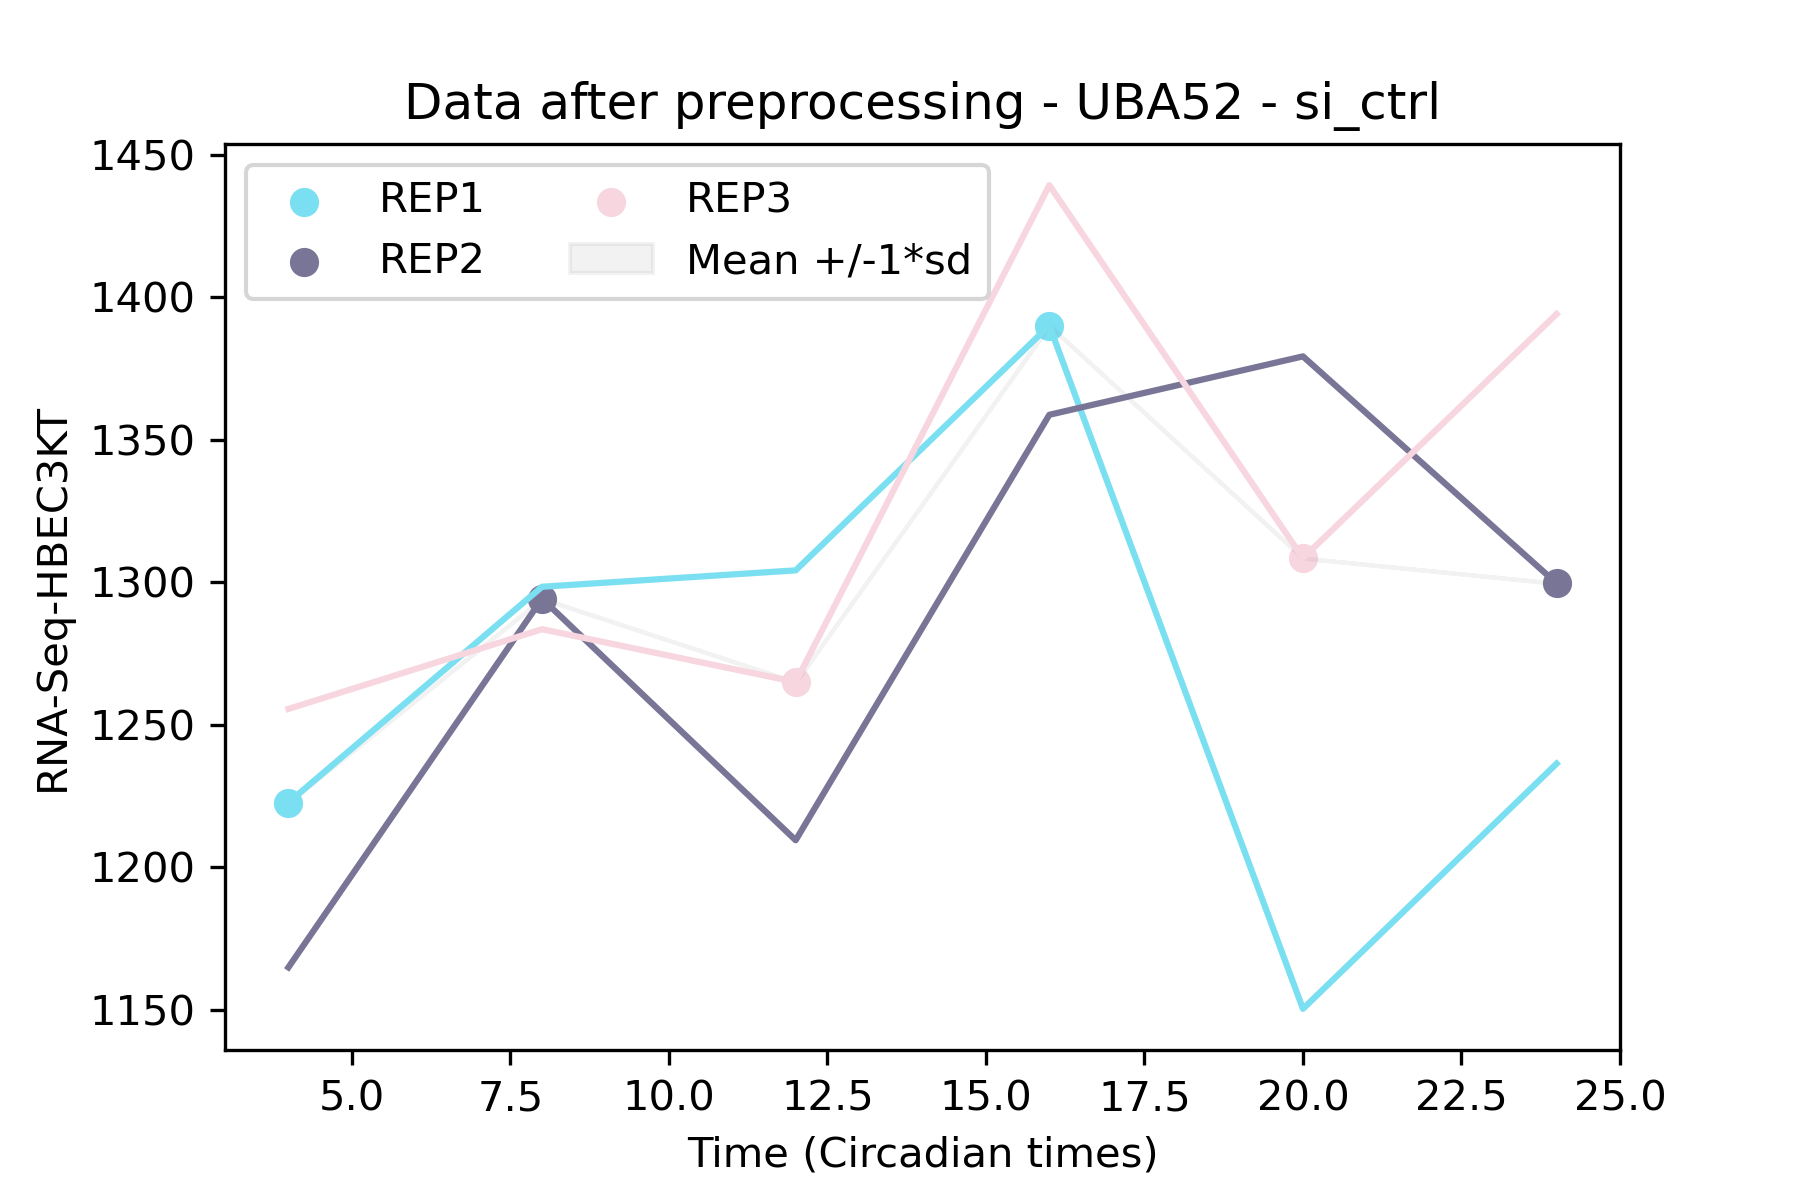 Data after preprocessing - UBA52 - si_ctrl
1450
1400
1350
1300
1250
1200
1150
RNA-Seq-HBEC3KT
REP1
REP2
REP3
Mean +/-1*sd
5.0 7.5 10.0 12.5 15.0 17.5 20.0 22.5 25.0
Time (Circadian times)